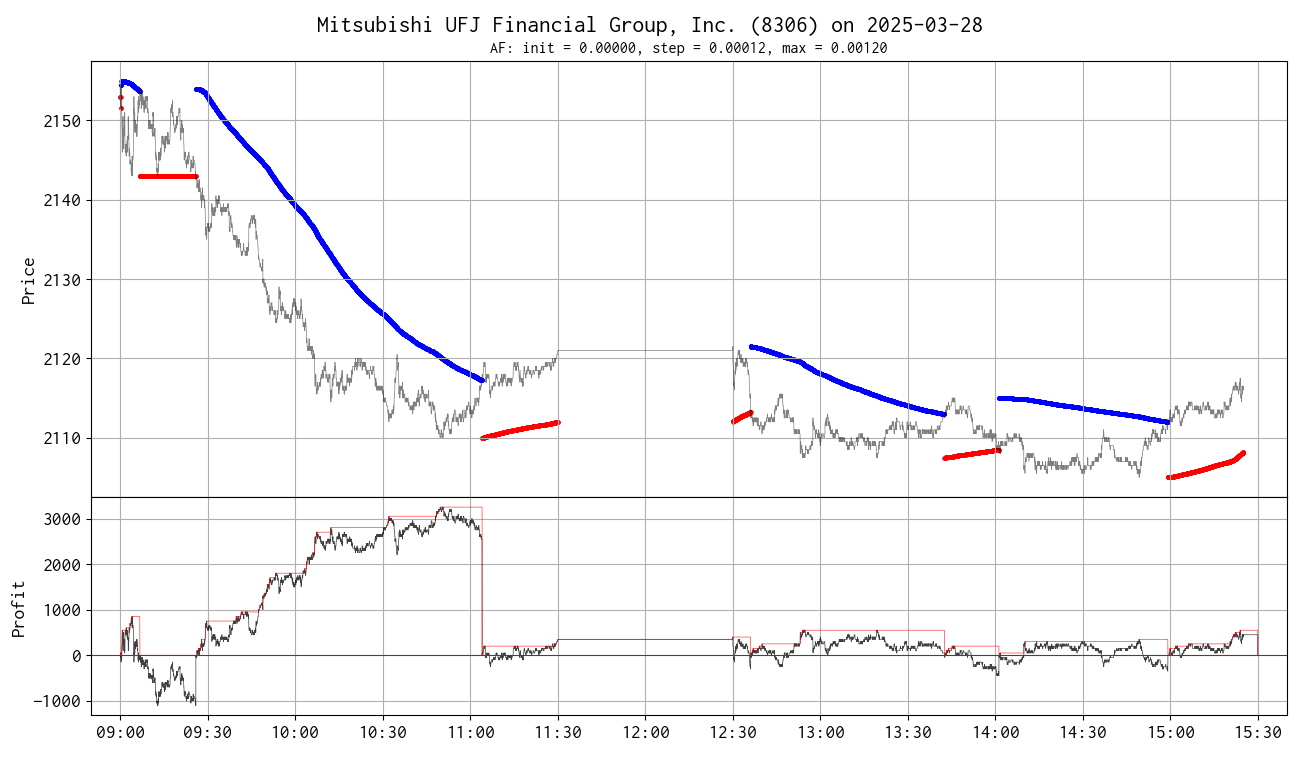 Mitsubishi UFJ Financial Group, Inc. (8306) on 2025-03-28
AF: init = 0.00000, step = 0.00012, max = 0.00120
Price
2150
2140
2130
2120
2110
Profit
3000
2000
1000
0
−1000
09:00 09:30 10:00 10:30 11:00 11:30 12:00 12:30 13:00 13:30 14:00 14:30 15:00 15:30